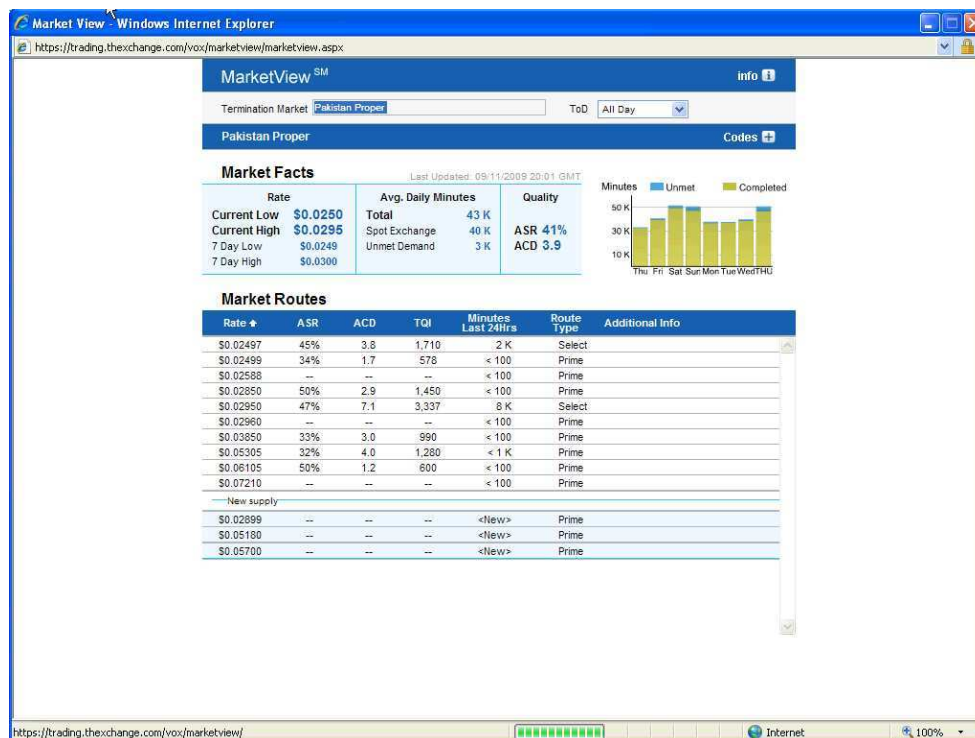 Market View - Windows Internet Explorer
https://trading.thexchange.com/vox/marketview/marketview.aspx
MarketView SM info i
Termination Market Pakistan Proper ToD All Day
Pakistan Proper Codes +
Market Facts Last Updated: 09/11/2009 20:01 GMT
Rate Avg. Daily Minutes Quality
Current Low $0.0250 Total 43 K
Current High $0.0295 Spot Exchange 40 K ASR 41%
7 Day Low $0.0249 Unmet Demand 3 K ACD 3.9
7 Day High $0.0300
Minutes Unmet Completed
50 K
30 K
10 K
Thu Fri Sat Sun Mon Tue Wed THU
Market Routes
Rate ASR ACD TQI Minutes Last 24Hrs Route Type Additional Info
$0.02497 45% 3.8 1,710 2 K Select
$0.02499 34% 1.7 578 < 100 Prime
$0.02588 -- -- -- < 100 Prime
$0.02850 50% 2.9 1,450 < 100 Prime
$0.02950 47% 7.1 3,337 8 K Select
$0.02960 -- -- -- < 100 Prime
$0.03850 33% 3.0 990 < 100 Prime
$0.05305 32% 4.0 1,280 < 1 K Prime
$0.06105 50% 1.2 600 < 100 Prime
$0.07210 -- -- -- < 100 Prime
New supply
$0.02899 -- -- -- <New> Prime
$0.05180 -- -- -- <New> Prime
$0.05700 -- -- -- <New> Prime
https://trading.thexchange.com/vox/marketview/ Internet 100%